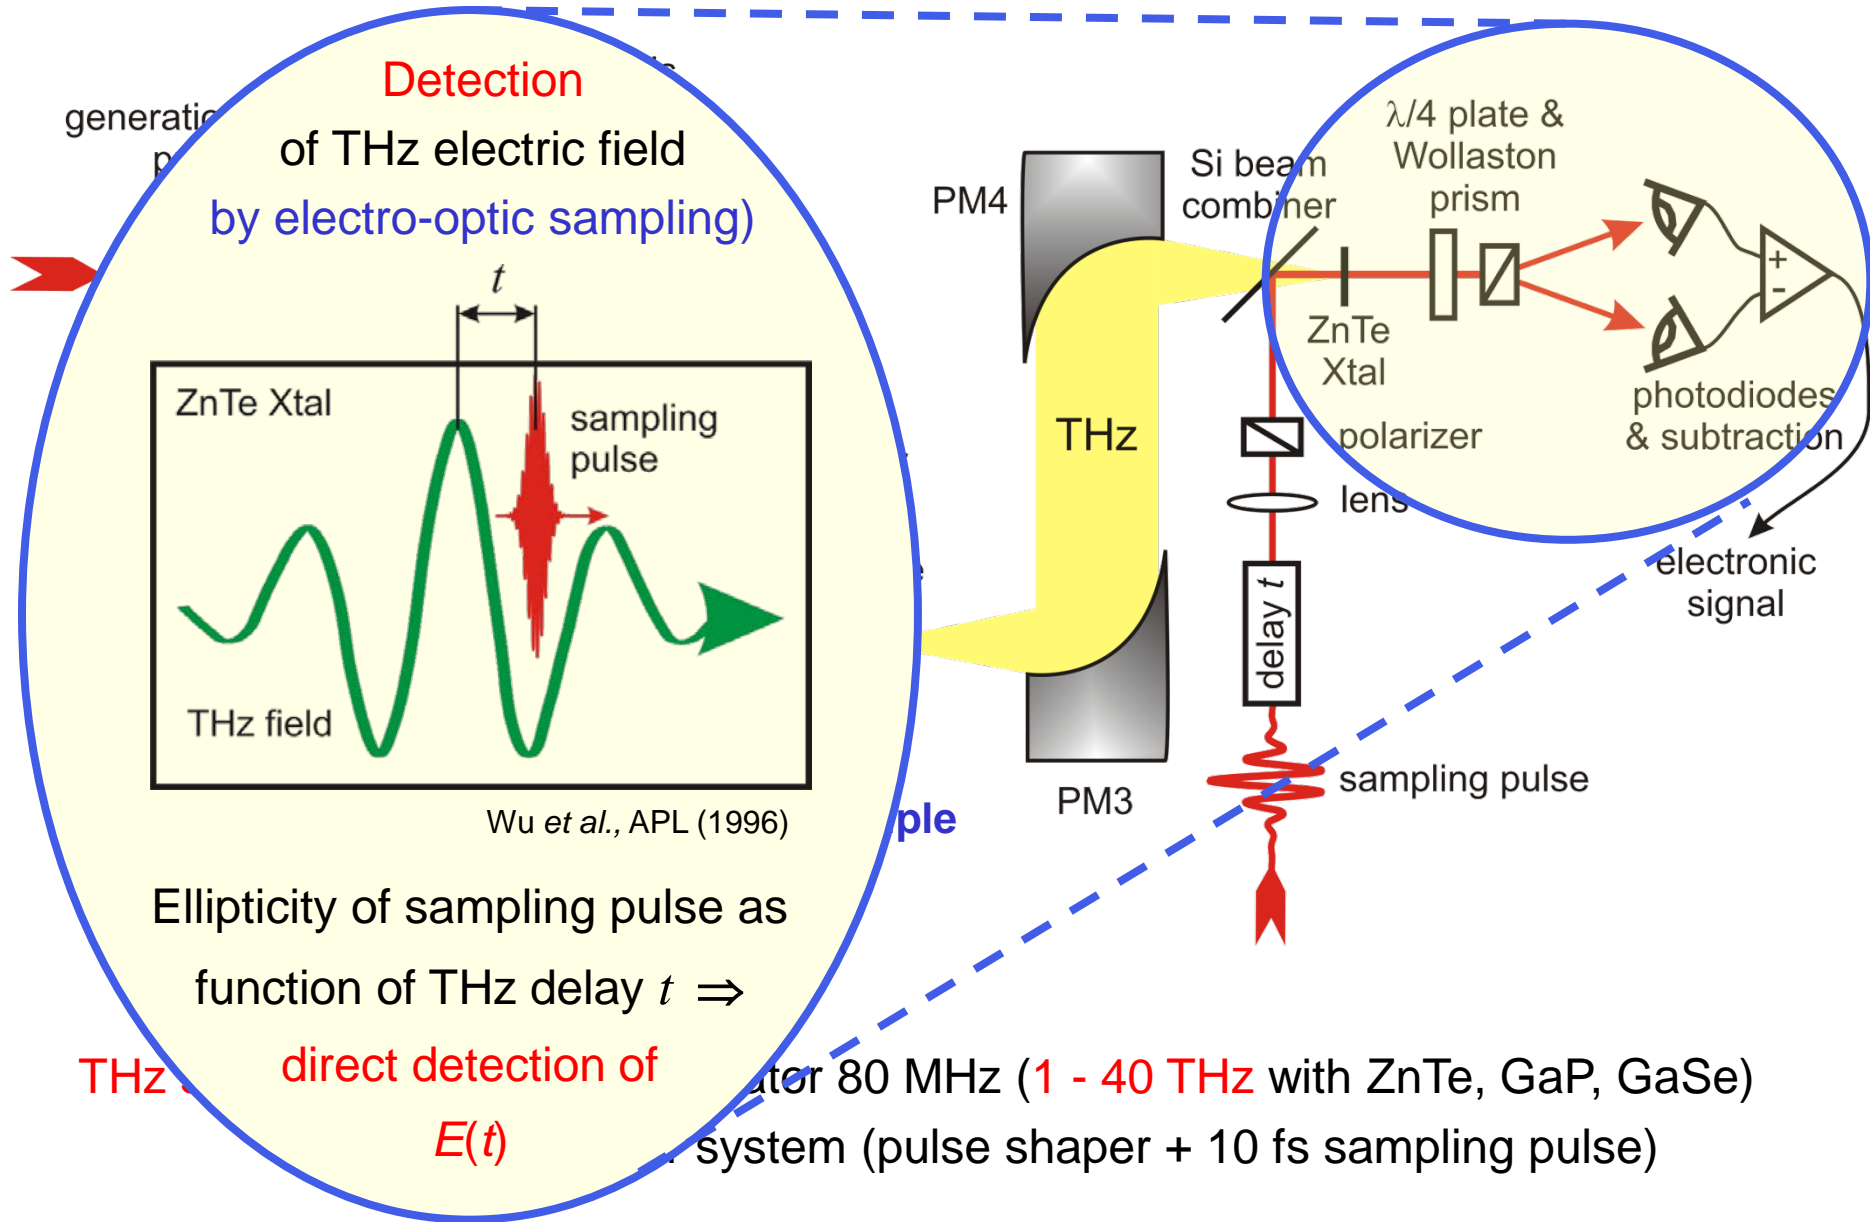 Detection
of THz electric field
by electro-optic sampling)
t
ZnTe Xtal
sampling
pulse
THz field
Wu et al., APL (1996)
Ellipticity of sampling pulse as
function of THz delay t ⇒
direct detection of
E(t)
PM4
Si beam
combiner
λ/4 plate &
Wollaston
prism
+
-
ZnTe
Xtal
photodiodes
& subtraction
THz
polarizer
lens
electronic
signal
delay t
sampling pulse
PM3
THz
80 MHz (1 - 40 THz with ZnTe, GaP, GaSe)
system (pulse shaper + 10 fs sampling pulse)